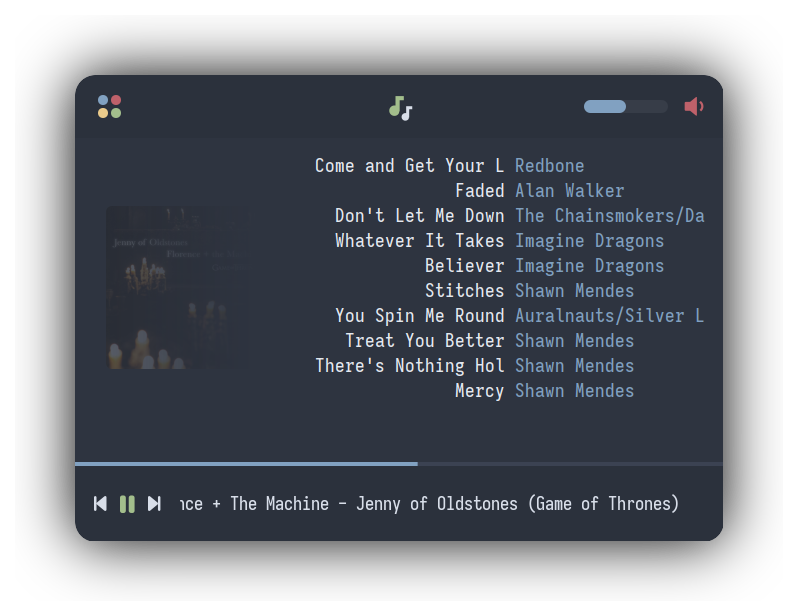 Come and Get Your L Redbone
Faded Alan Walker
Don't Let Me Down The Chainsmokers/Da
Whatever It Takes Imagine Dragons
Believer Imagine Dragons
Stitches Shawn Mendes
You Spin Me Round Auralnauts/Silver L
Treat You Better Shawn Mendes
There's Nothing Hol Shawn Mendes
Mercy Shawn Mendes
Jenny of Oldstones
nce + The Machine – Jenny of Oldstones (Game of Thrones)